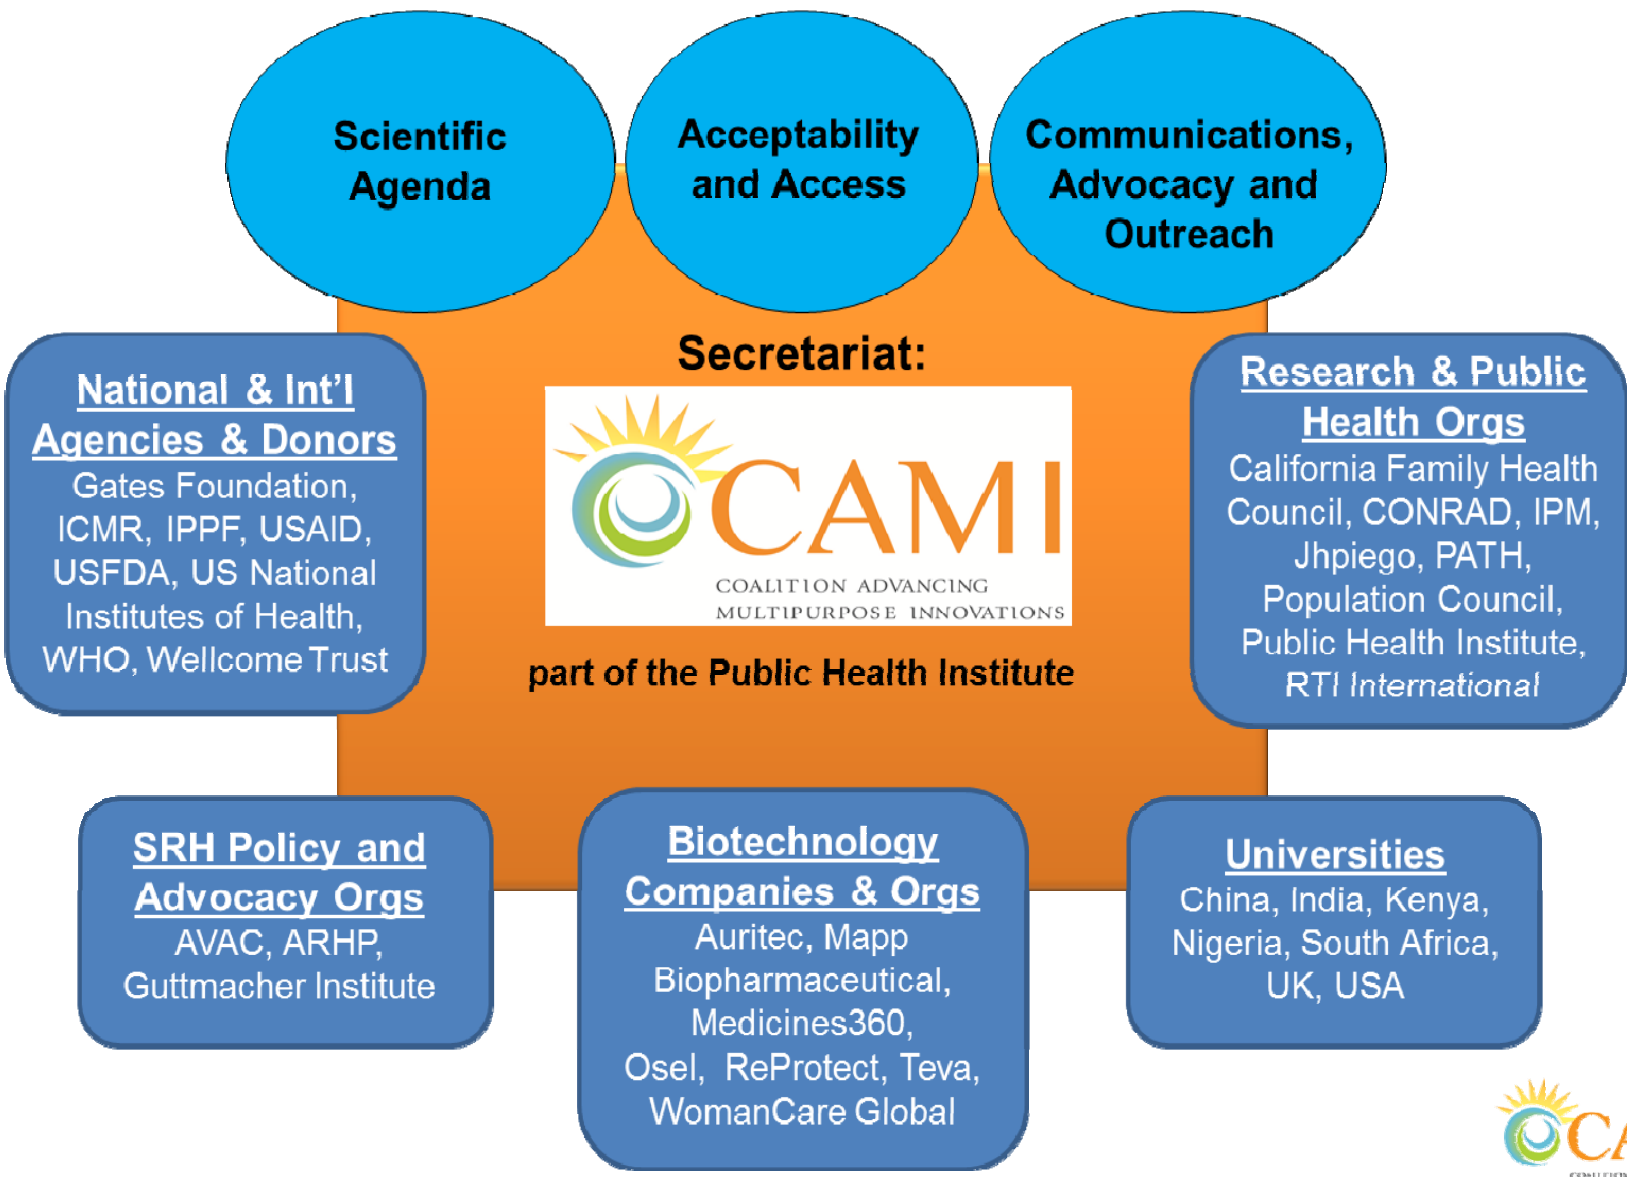 Scientific
Agenda
Acceptability
and Access
Communications,
Advocacy and
Outreach
Secretariat:
CAMI
COALITION ADVANCING
MULTIPURPOSE INNOVATIONS
part of the Public Health Institute
National & Int'l
Agencies & Donors
Gates Foundation,
ICMR, IPPF, USAID,
USFDA, US National
Institutes of Health,
WHO, Wellcome Trust
Research & Public
Health Orgs
California Family Health
Council, CONRAD, IPM,
Jhpiego, PATH,
Population Council,
Public Health Institute,
RTI International
SRH Policy and
Advocacy Orgs
AVAC, ARHP,
Guttmacher Institute
Biotechnology
Companies & Orgs
Auritec, Mapp
Biopharmaceutical,
Medicines360,
Osel, ReProtect, Teva,
WomanCare Global
Universities
China, India, Kenya,
Nigeria, South Africa,
UK, USA
CA